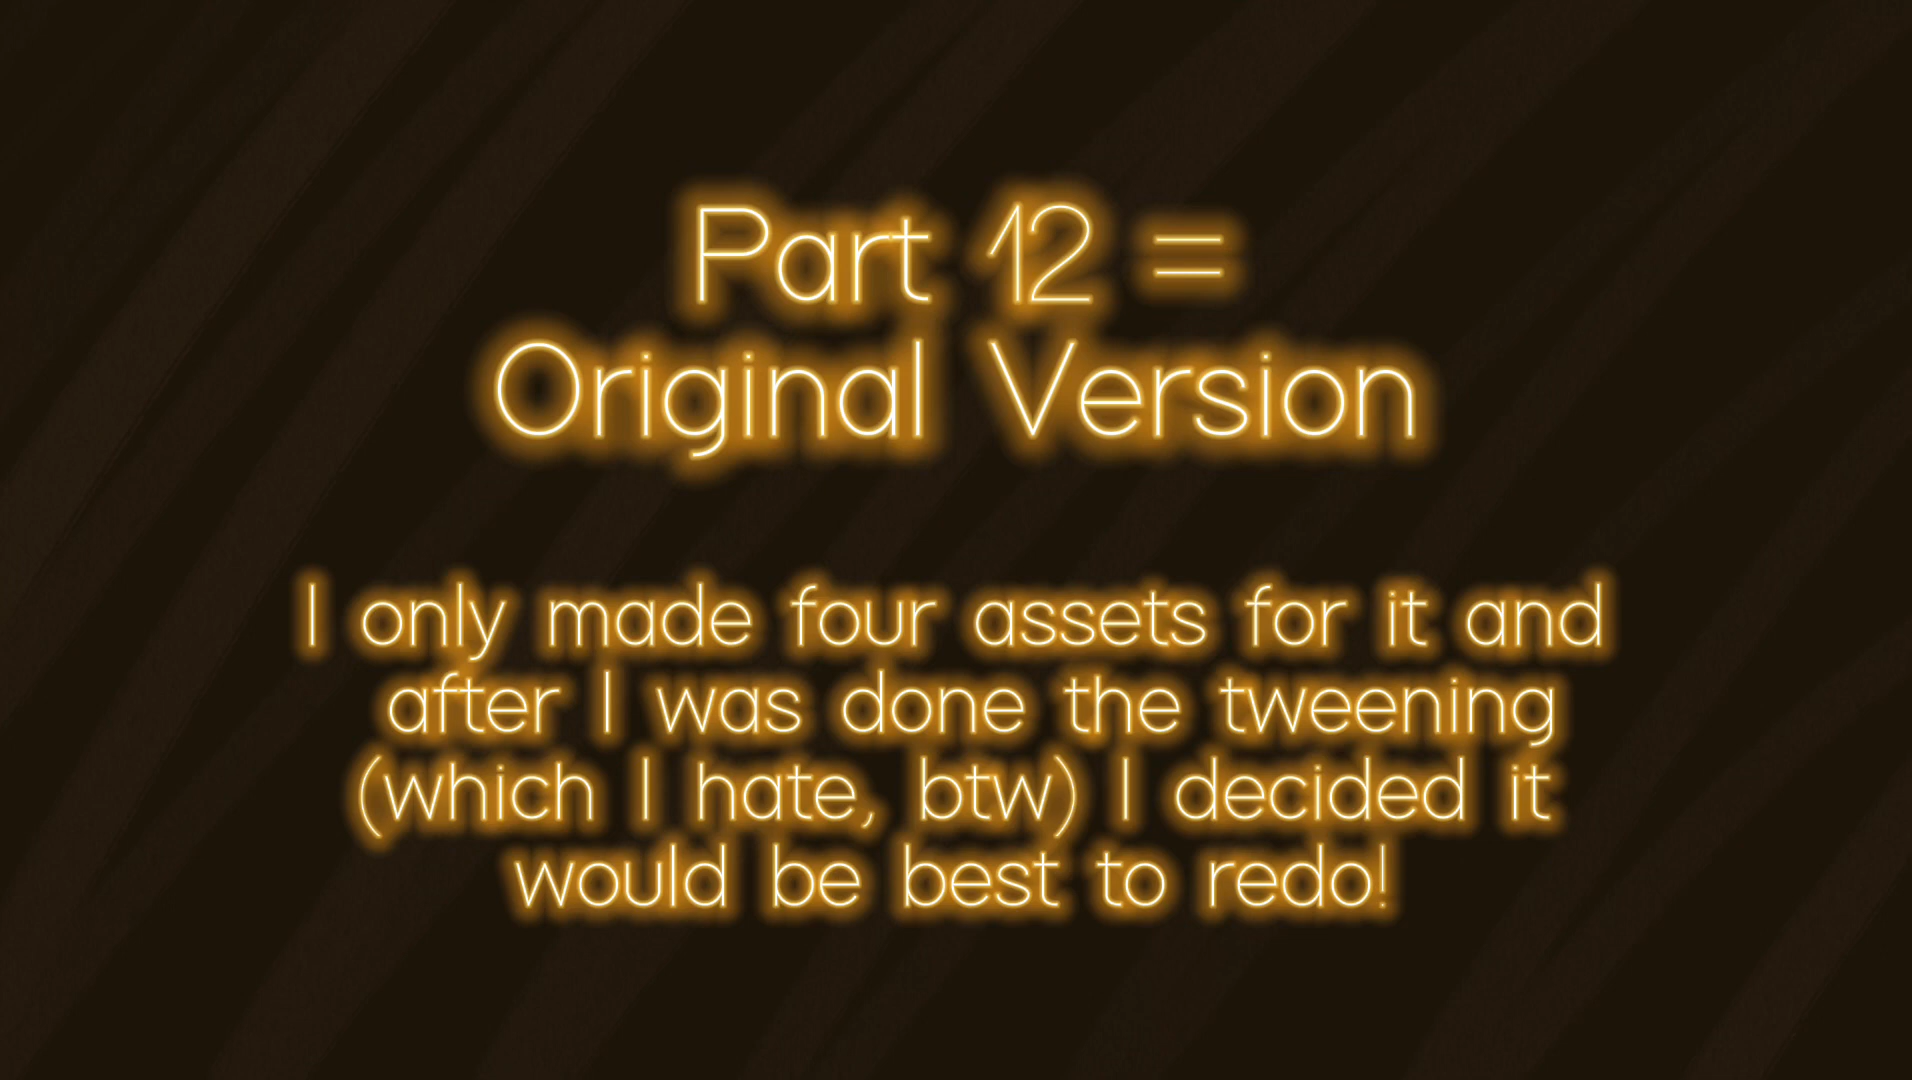 Part 12 =
Original Version
I only made four assets for it and
after I was done the tweening
(which I hate, btw) I decided it
would be best to redo!